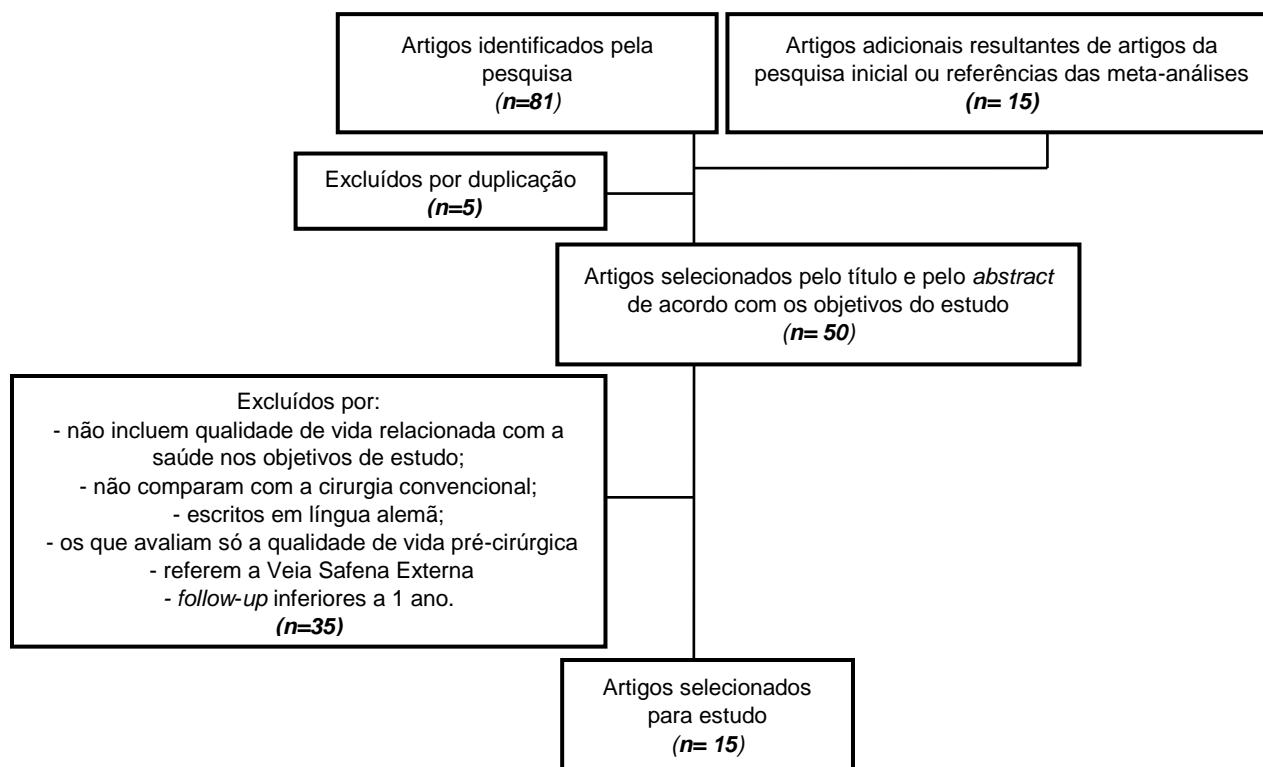 Artigos identificados pela
pesquisa
(n=81)
Artigos adicionais resultantes de artigos da
pesquisa inicial ou referências das meta-análises
(n= 15)
Excluídos por duplicação
(n=5)
Artigos selecionados pelo título e pelo abstract
de acordo com os objetivos do estudo
(n= 50)
Excluídos por:
- não incluem qualidade de vida relacionada com a
saúde nos objetivos de estudo;
- não comparam com a cirurgia convencional;
- escritos em língua alemã;
- os que avaliam só a qualidade de vida pré-cirúrgica
- referem a Veia Safena Externa
- follow-up inferiores a 1 ano.
(n=35)
Artigos selecionados
para estudo
(n= 15)